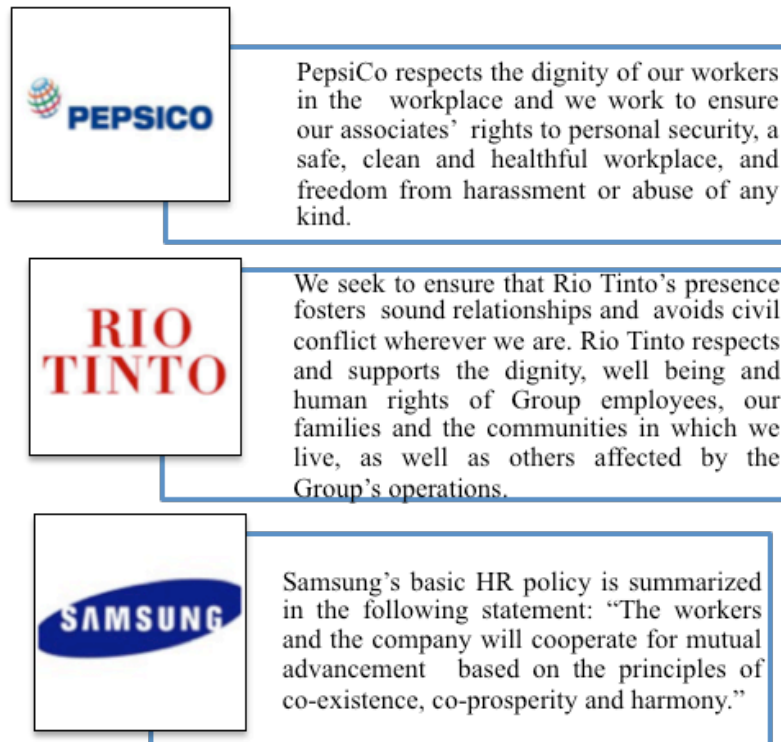 PEPSICO
PepsiCo respects the dignity of our workers
in the workplace and we work to ensure
our associates’ rights to personal security, a
safe, clean and healthful workplace, and
freedom from harassment or abuse of any
kind.
RIO
TINTO
We seek to ensure that Rio Tinto’s presence
fosters sound relationships and avoids civil
conflict wherever we are. Rio Tinto respects
and supports the dignity, well being and
human rights of Group employees, our
families and the communities in which we
live, as well as others affected by the
Group’s operations.
SAMSUNG
Samsung’s basic HR policy is summarized
in the following statement: “The workers
and the company will cooperate for mutual
advancement based on the principles of
co-existence, co-prosperity and harmony.”